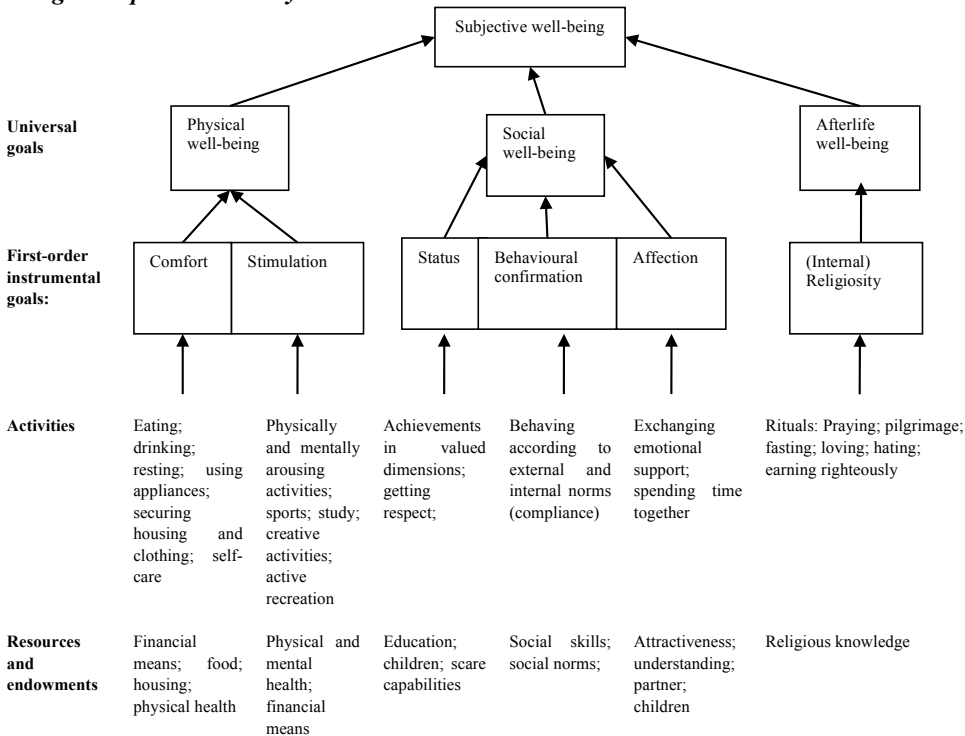 Subjective well-being
Universal
goals
Physical
well-being
Social
well-being
Afterlife
well-being
First-order
instrumental
goals:
Comfort
Stimulation
Status
Behavioural
confirmation
Affection
(Internal)
Religiosity
Activities
Eating;
drinking;
resting; using
appliances;
securing
housing and
clothing; self-
care
Physically
and mentally
arousing
activities;
sports; study;
creative
activities;
active
recreation
Achievements
in valued
dimensions;
getting
respect;
Behaving
according to
external and
internal norms
(compliance)
Exchanging
emotional
support;
spending time
together
Rituals: Praying; pilgrimage;
fasting; loving; hating;
earning righteously
Resources
and
endowments
Financial
means; food;
housing;
physical health
Physical and
mental
health;
financial
means
Education;
children; scare
capabilities
Social skills;
social norms;
Attractiveness;
understanding;
partner;
children
Religious knowledge